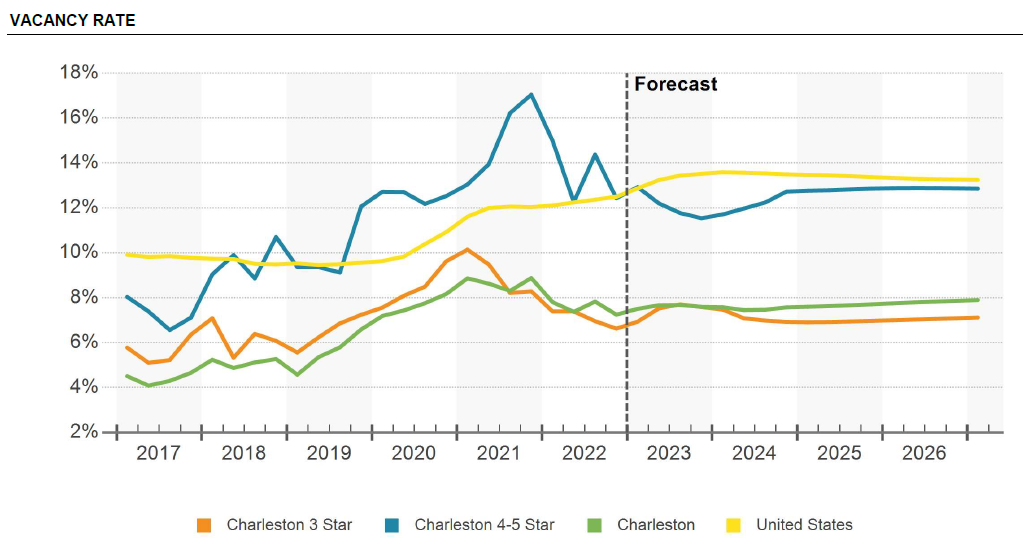 VACANCY RATE
18%
Forecast
16%
14%
12%
10%
8%
6%
4%
2%
2017 2018 2019 2020 2021 2022 2023 2024 2025 2026
Charleston 3 Star Charleston 4-5 Star Charleston United States